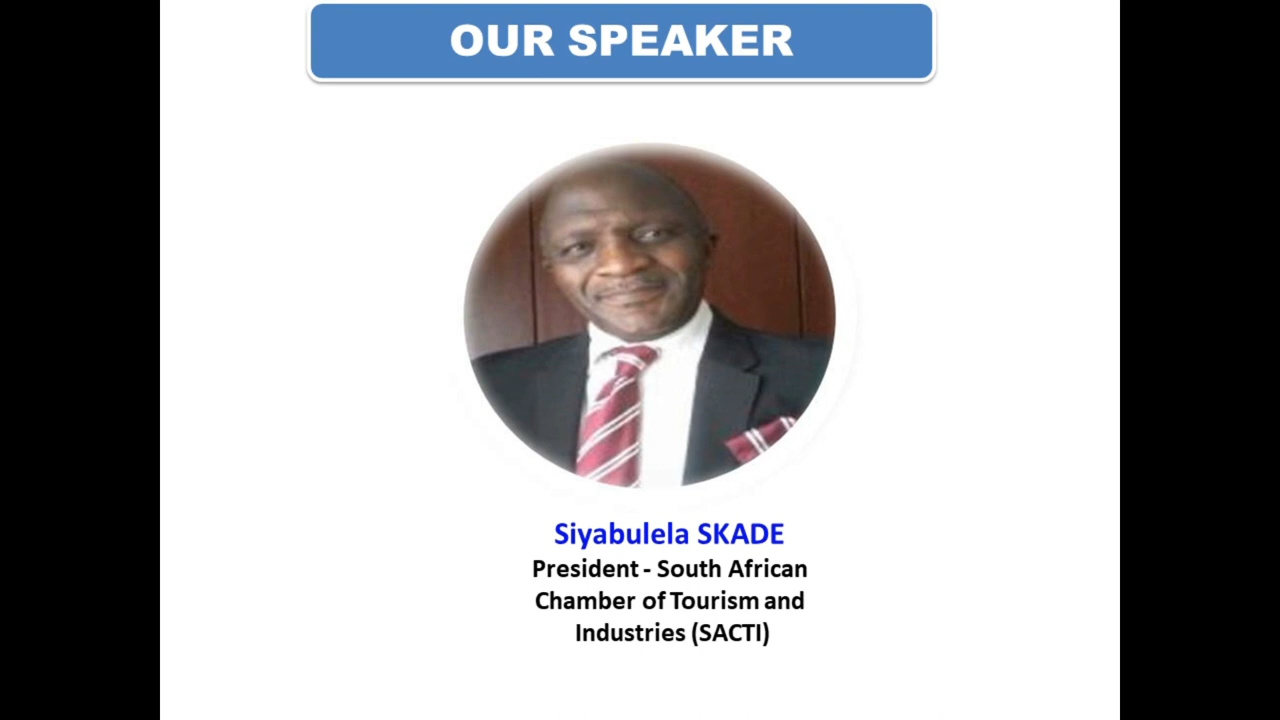 OUR SPEAKER
Siyabulela SKADE
President - South African
Chamber of Tourism and
Industries (SACTI)